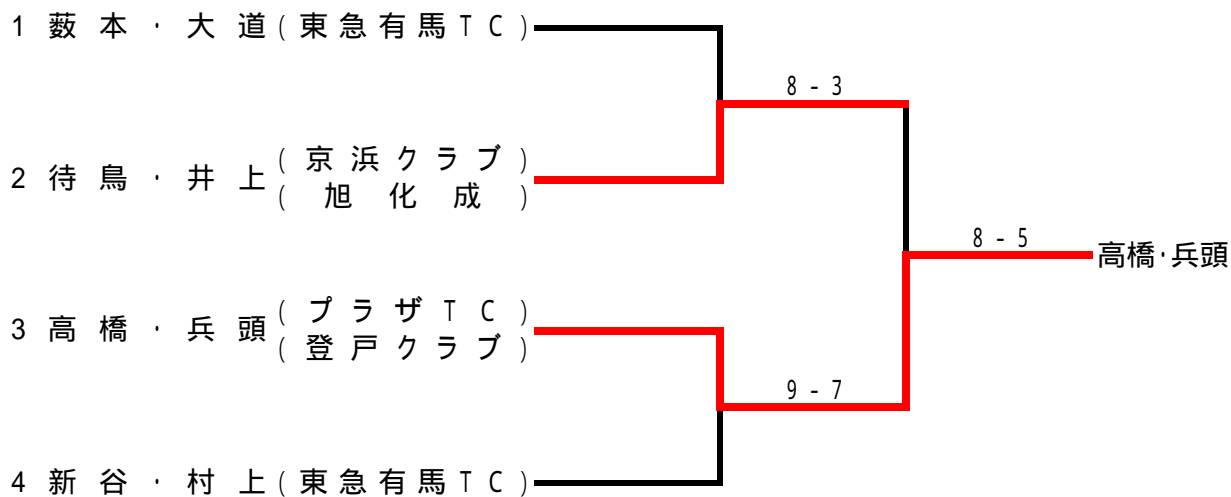 1 薮本・大道(東急有馬TC)
8-3
2 待鳥・井上(京浜クラブ)
(旭化成)
8-5
高橋・兵頭
3 高橋・兵頭(プラザTC)
(登戸クラブ)
9-7
4 新谷・村上(東急有馬TC)